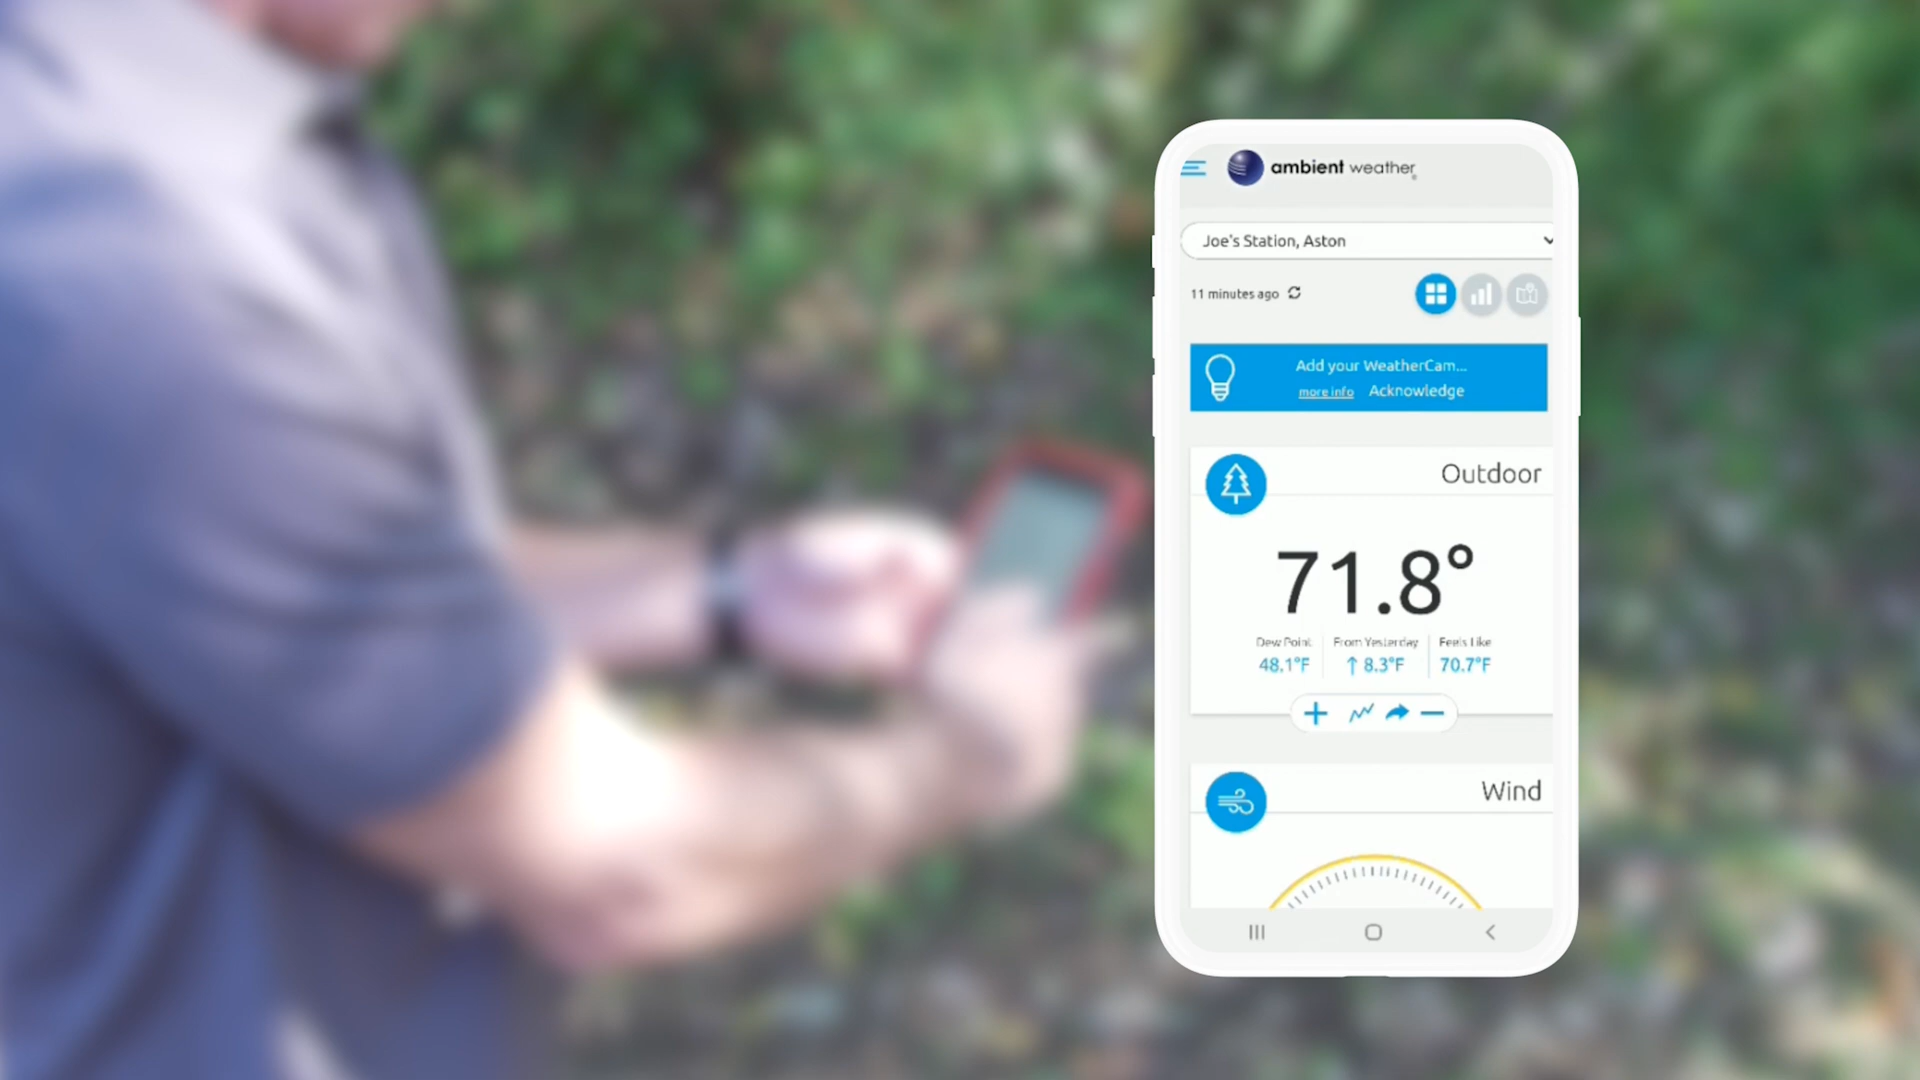 ambient weather
Joe's Station, Aston
11 minutes ago
Add your WeatherCam...
more info Acknowledge
Outdoor
71.8°
Dew Point From Yesterday Feels Like
48.1°F ↑ 8.3°F 70.7°F
Wind